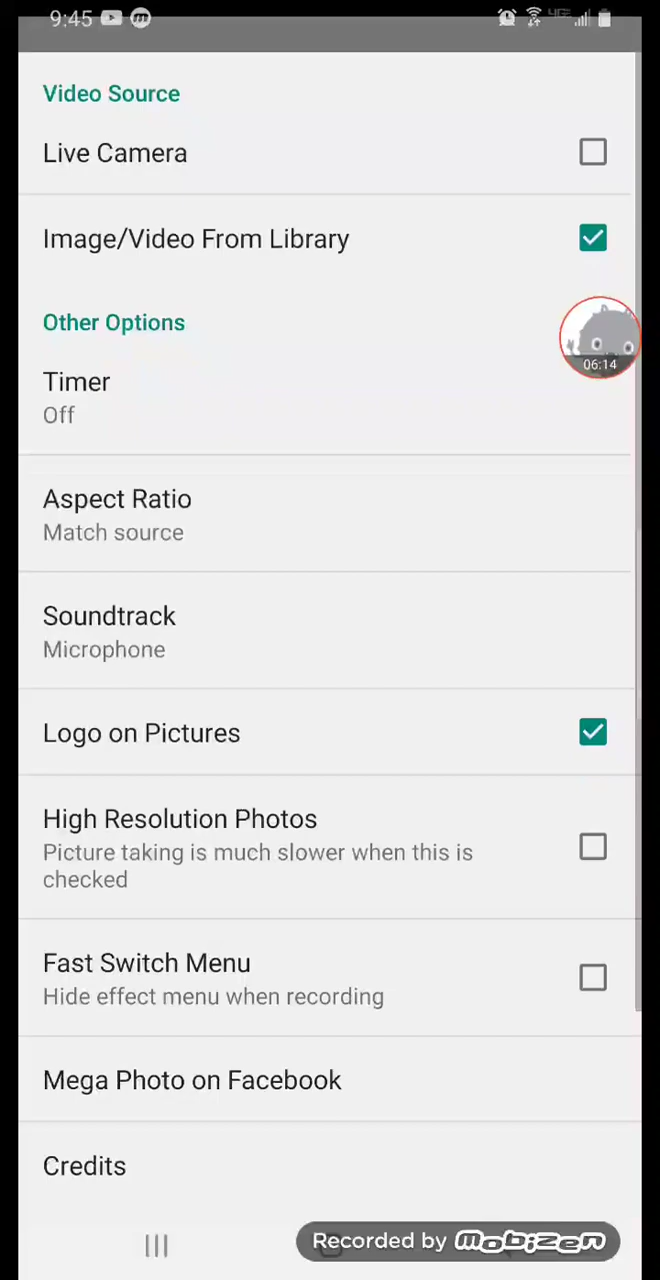 9:45
Video Source
Live Camera
Image/Video From Library
Other Options
06:14
Timer
Off
Aspect Ratio
Match source
Soundtrack
Microphone
Logo on Pictures
High Resolution Photos
Picture taking is much slower when this is
checked
Fast Switch Menu
Hide effect menu when recording
Mega Photo on Facebook
Credits
Recorded by mobizen